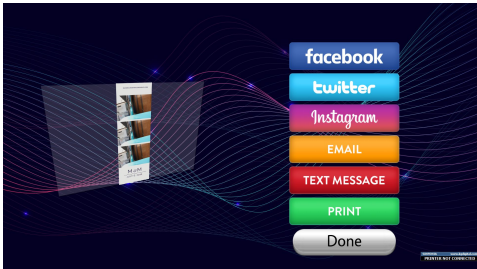 facebook
twitter
Instagram
EMAIL
TEXT MESSAGE
PRINT
Done
PRINTER NOT CONNECTED